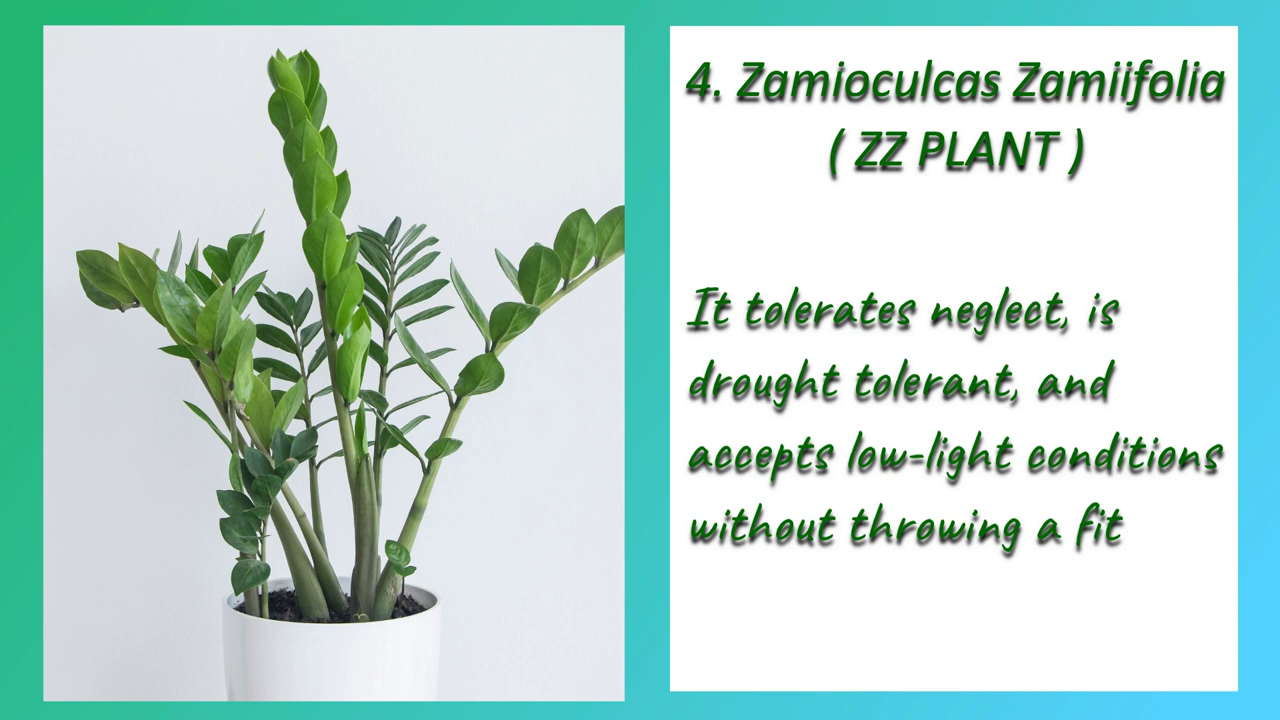 4. Zamioculcas Zamiifolia
( ZZ PLANT )
It tolerates neglect, is
drought tolerant, and
accepts low-light conditions
without throwing a fit